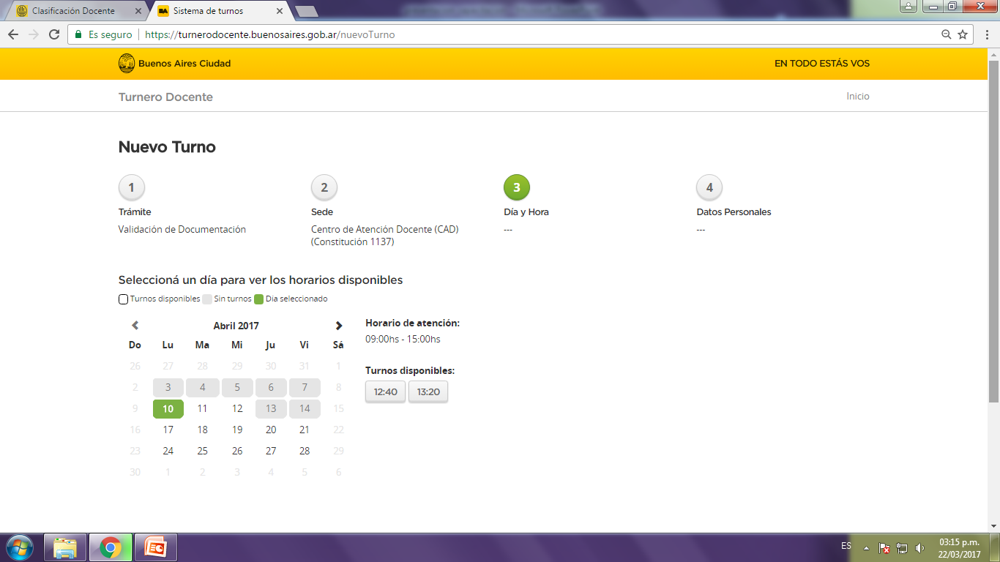 Clasificación Docente
Sistema de turnos
Es seguro
https://turnerodocente.buenosaires.gob.ar/nuevoTurno
Buenos Aires Ciudad
EN TODO ESTÁS VOS
Turnero Docente
Inicio
Nuevo Turno
1 2 3 4
Trámite Sede Día y Hora Datos Personales
Validación de Documentación Centro de Atención Docente (CAD) --- ---
(Constitución 1137)
Seleccioná un día para ver los horarios disponibles
Turnos disponibles Sin turnos Día seleccionado
Abril 2017
Do Lu Ma Mi Ju Vi Sá
26 27 28 29 30 31 1
2 3 4 5 6 7 8
9 10 11 12 13 14 15
16 17 18 19 20 21 22
23 24 25 26 27 28 29
30 1 2 3 4 5 6
Horario de atención:
09:00hs - 15:00hs
Turnos disponibles:
12:40 13:20
ES
03:15 p.m.
22/03/2017